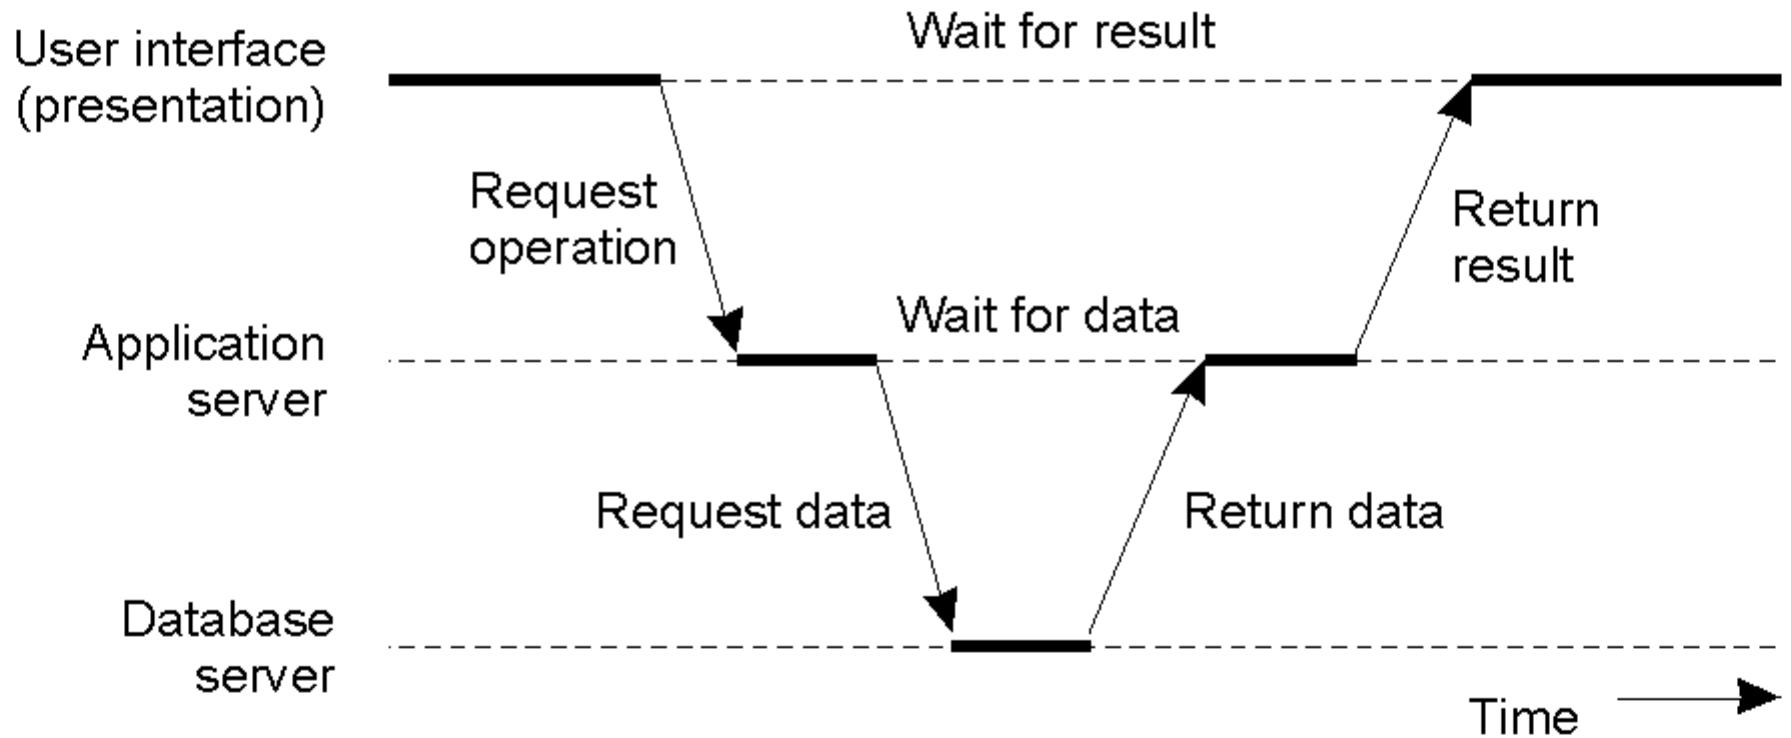 User interface
(presentation)
Wait for result
Request
operation
Return
result
Application
server
Wait for data
Request data
Return data
Database
server
Time